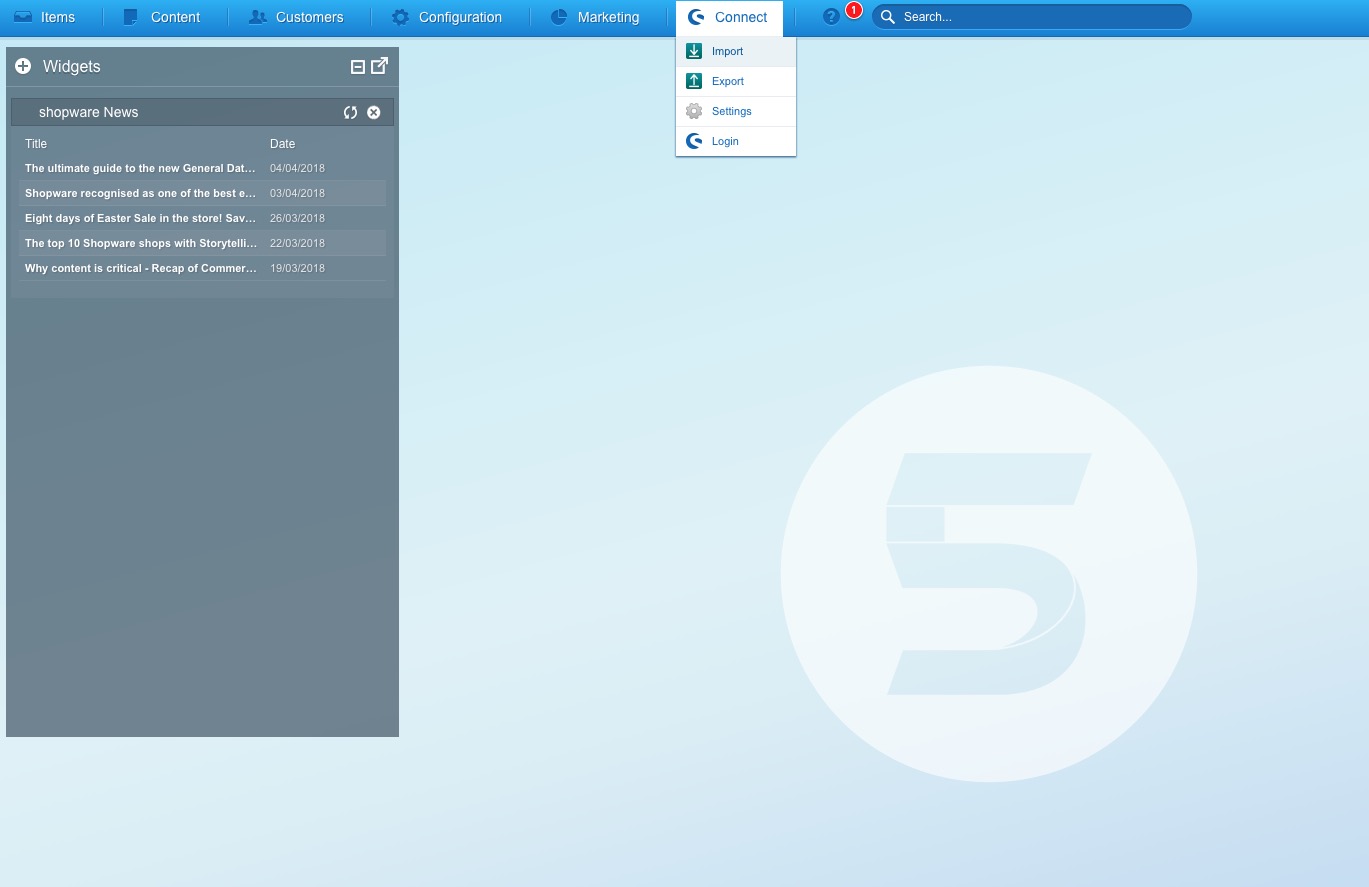 Items Content Customers Configuration Marketing Connect ? 1 Search...
Import
Export
Settings
Login
Widgets
shopware News
Title Date
The ultimate guide to the new General Dat... 04/04/2018
Shopware recognised as one of the best e... 03/04/2018
Eight days of Easter Sale in the store! Sav... 26/03/2018
The top 10 Shopware shops with Storytelli... 22/03/2018
Why content is critical - Recap of Commer... 19/03/2018
5